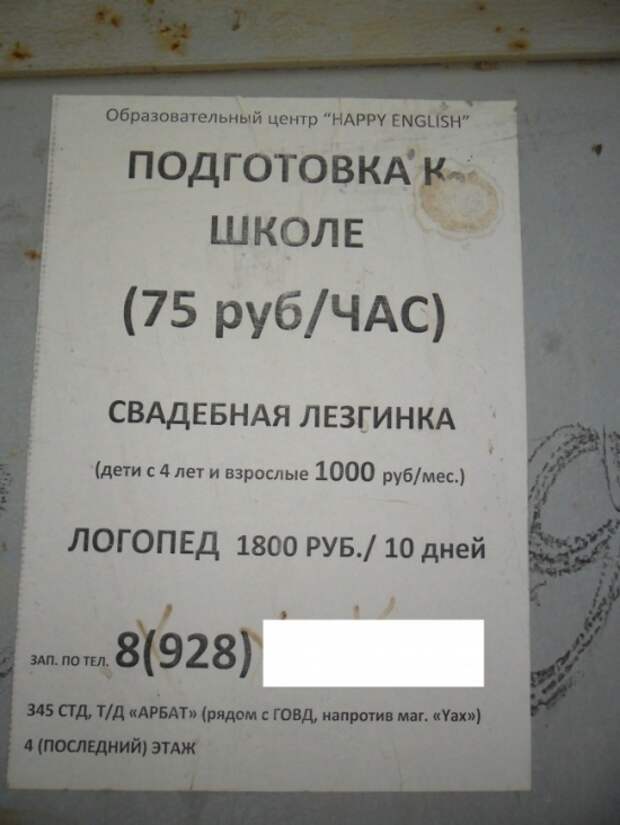 Образовательный центр "HAPPY ENGLISH"
ПОДГОТОВКА К
ШКОЛЕ
(75 руб/ЧАС)
СВАДЕБНАЯ ЛЕЗГИНКА
(дети с 4 лет и взрослые 1000 руб/мес.)
ЛОГОПЕД 1800 РУБ./ 10 дней
ЗАП. ПО ТЕЛ. 8(928)
345 СТД, Т/Д «АРБАТ» (рядом с ГОВД, напротив маг. «Yax»)
4 (ПОСЛЕДНИЙ) ЭТАЖ